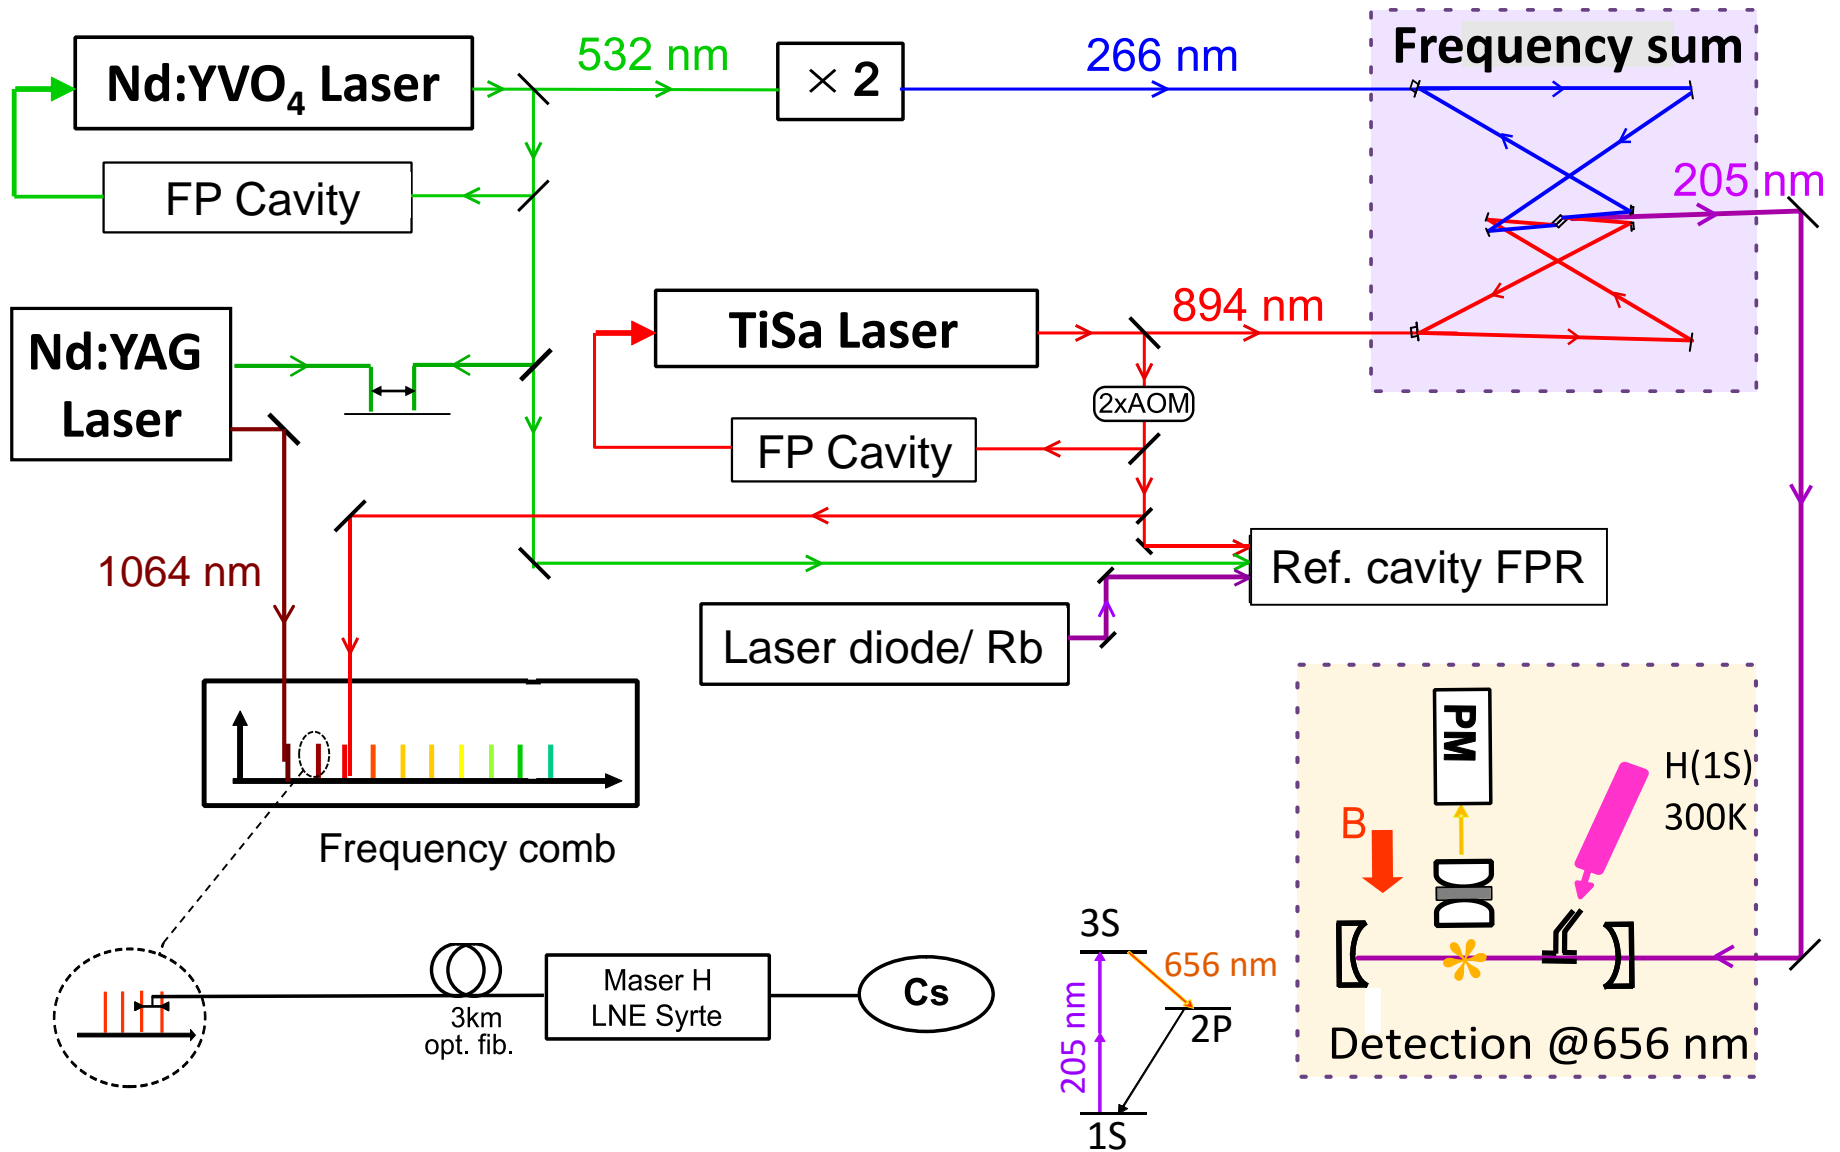 Nd:YVO4 Laser
532 nm
× 2
266 nm
Frequency sum
FP Cavity
205 nm
Nd:YAG
Laser
TiSa Laser
894 nm
2xAOM
FP Cavity
1064 nm
Ref. cavity FPR
Laser diode/ Rb
Frequency comb
PM
H(1S)
300K
B
Detection @656 nm
3S
656 nm
2P
205 nm
1S
3km
opt. fib.
Maser H
LNE Syrte
Cs